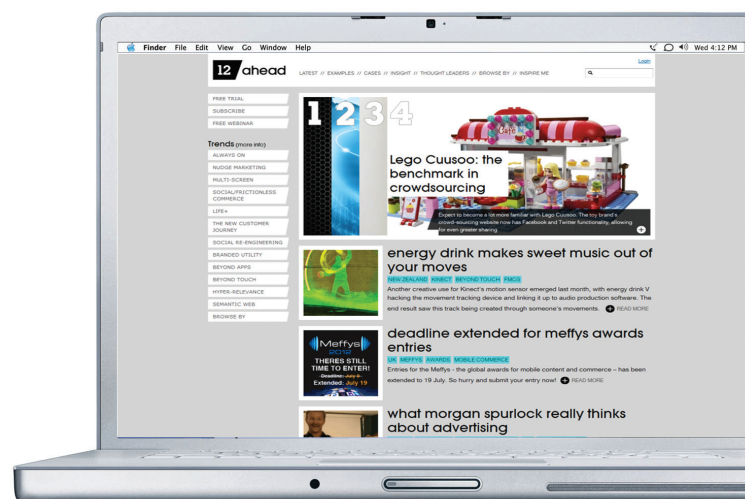 Finder File Edit View Go Window Help
Wed 4:12 PM
12 ahead
Login
LATEST // EXAMPLES // CASES // INSIGHT // THOUGHT LEADERS // BROWSE BY // INSPIRE ME
FREE TRIAL
SUBSCRIBE
FREE WEBINAR
Trends (more info)
ALWAYS ON
NUDGE MARKETING
MULTI-SCREEN
SOCIAL/FRICTIONLESS
COMMERCE
LIFE+
THE NEW CUSTOMER
JOURNEY
SOCIAL RE-ENGINEERING
BRANDED UTILITY
BEYOND APPS
BEYOND TOUCH
HYPER-RELEVANCE
SEMANTIC WEB
BROWSE BY
1 2 3 4
Café
Lego Cuusoo: the
benchmark in
crowdsourcing
Expect to become a lot more familiar with Lego Cuusoo. The toy brand's
crowd-sourcing website now has Facebook and Twitter functionality, allowing
for even greater sharing
energy drink makes sweet music out of
your moves
NEW ZEALAND KINECT BEYOND TOUCH FMCG
Another creative use for Kinect's motion sensor emerged last month, with energy drink V
hacking the movement tracking device and linking it up to audio production software. The
end result saw this track being created through someone's movements. READ MORE
Meffys
2012
THERES STILL
TIME TO ENTER!
Deadline: July 9
Extended: July 19
deadline extended for meffys awards
entries
UK MEFFYS AWARDS MOBILE COMMERCE
Entries for the Meffys - the global awards for mobile content and commerce – has been
extended to 19 July. So hurry and submit your entry now! READ MORE
what morgan spurlock really thinks
about advertising